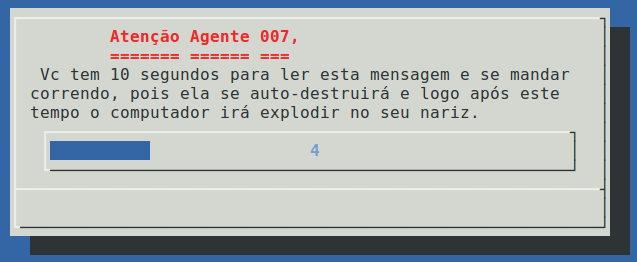 Atenção Agente 007,
======= ====== ===
Vc tem 10 segundos para ler esta mensagem e se mandar
correndo, pois ela se auto-destruirá e logo após este
tempo o computador irá explodir no seu nariz.
4